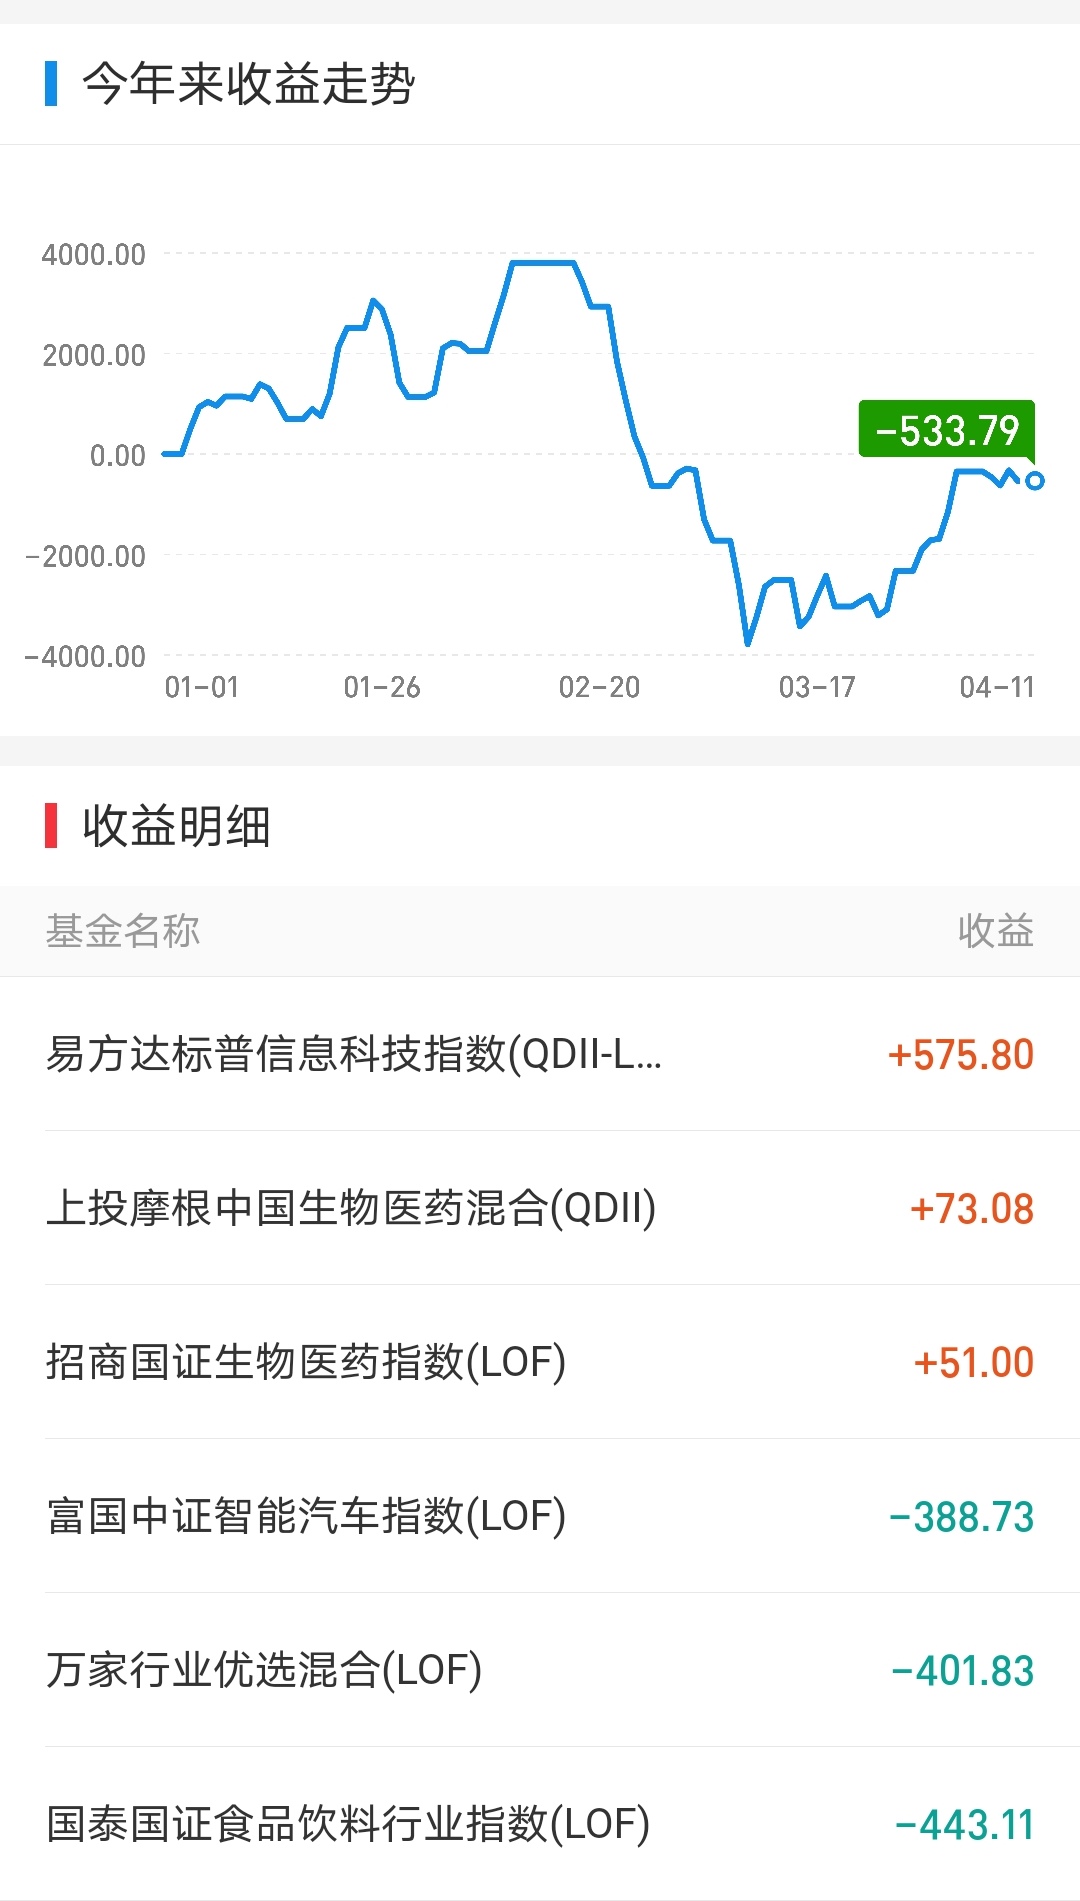 今年来收益走势
4000.00
2000.00
0.00
-533.79
-2000.00
-4000.00
01-01 01-26 02-20 03-17 04-11
收益明细
基金名称 收益
易方达标普信息科技指数(QDII-L... +575.80
上投摩根中国生物医药混合(QDII) +73.08
招商国证生物医药指数(LOF) +51.00
富国中证智能汽车指数(LOF) -388.73
万家行业优选混合(LOF) -401.83
国泰国证食品饮料行业指数(LOF) -443.11